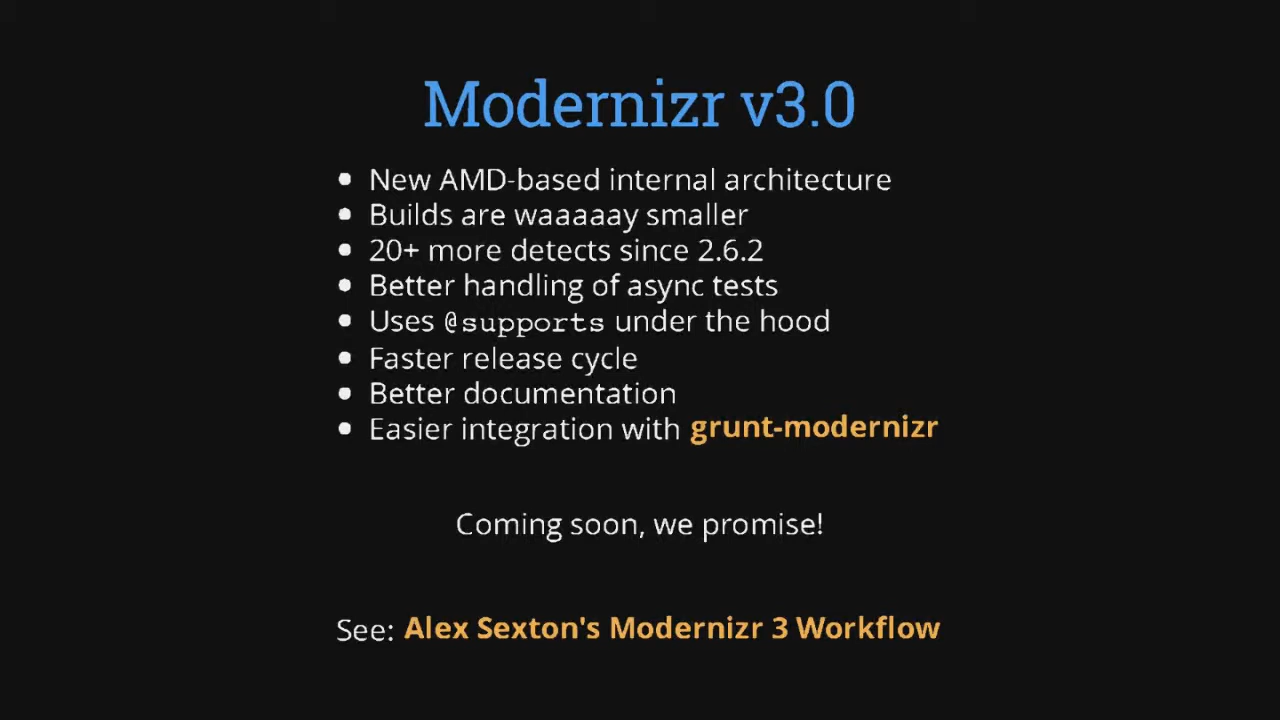 Modernizr v3.0
• New AMD-based internal architecture
• Builds are waaaaay smaller
• 20+ more detects since 2.6.2
• Better handling of async tests
• Uses @supports under the hood
• Faster release cycle
• Better documentation
• Easier integration with grunt-modernizr
Coming soon, we promise!
See: Alex Sexton's Modernizr 3 Workflow